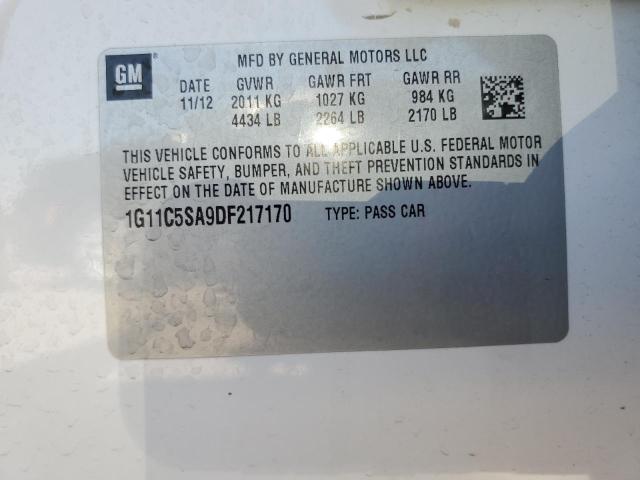 GM
MFD BY GENERAL MOTORS LLC
DATE GVWR GAWR FRT GAWR RR
11/12 2011 KG 1027 KG 984 KG
4434 LB 2264 LB 2170 LB
THIS VEHICLE CONFORMS TO ALL APPLICABLE U.S. FEDERAL MOTOR
VEHICLE SAFETY, BUMPER, AND THEFT PREVENTION STANDARDS IN
EFFECT ON THE DATE OF MANUFACTURE SHOWN ABOVE.
1G11C5SA9DF217170 TYPE: PASS CAR